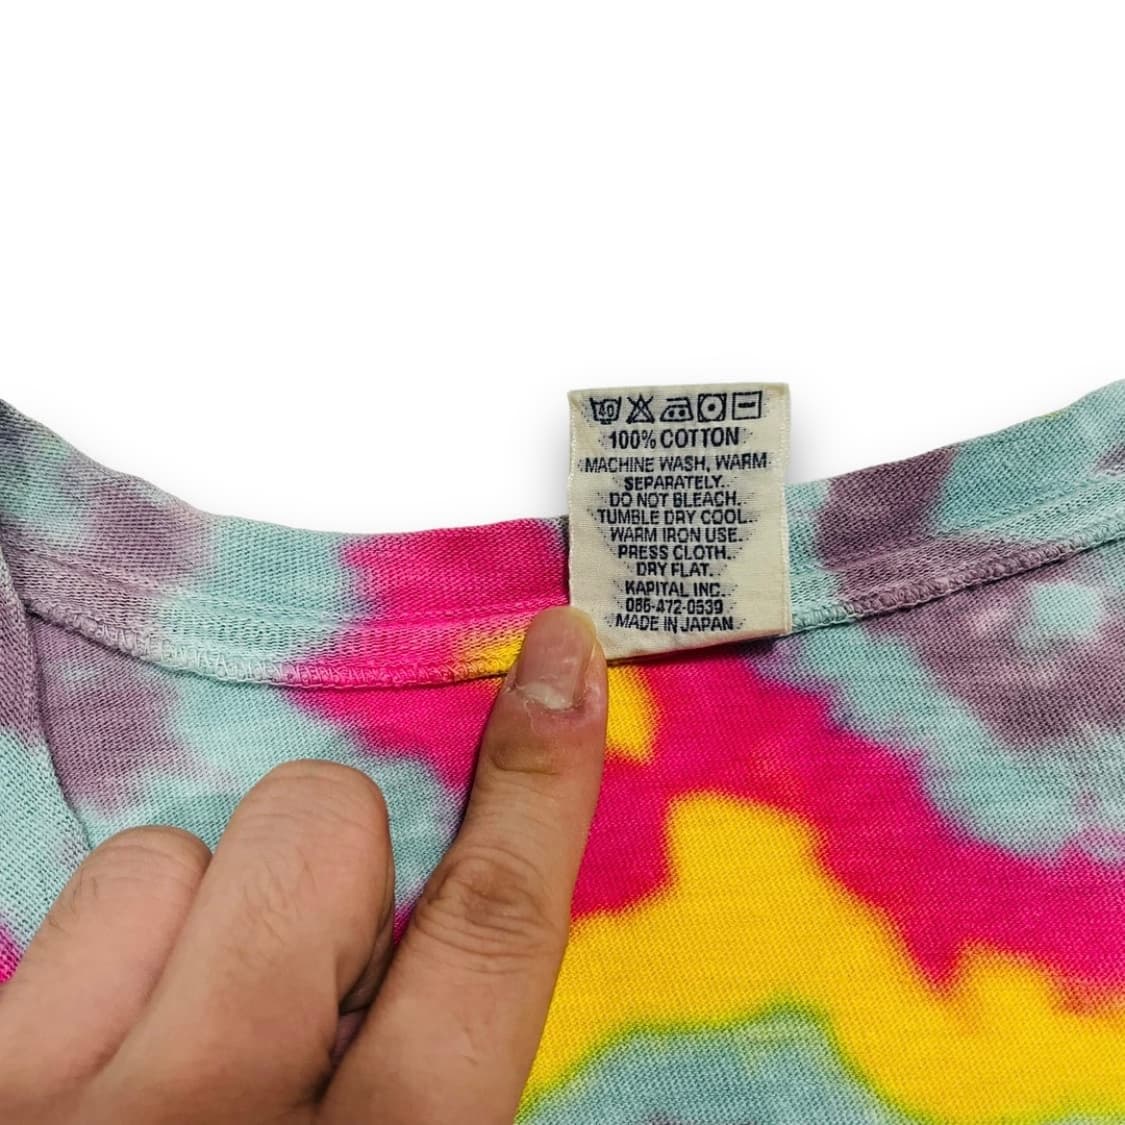 40
100% COTTON
MACHINE WASH, WARM
SEPARATELY.
DO NOT BLEACH.
TUMBLE DRY COOL.
WARM IRON USE.
PRESS CLOTH.
DRY FLAT.
KAPITAL INC.
086-472-0539
MADE IN JAPAN